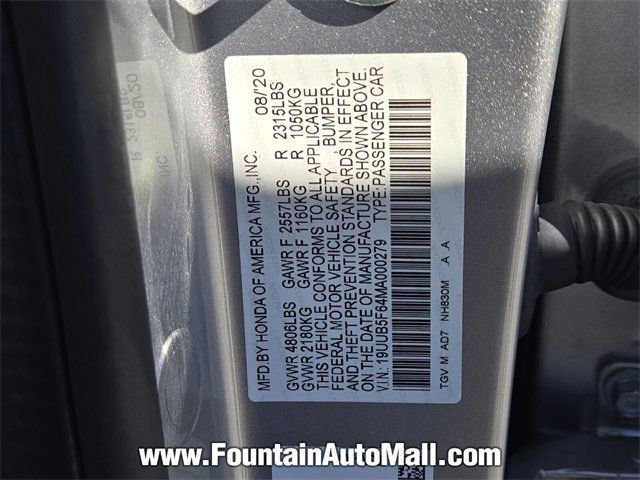 MFD.BY HONDA OF AMERICA MFG.,INC. 08/'20
GVWR 4806LBS GAWR F 2557LBS R 2315LBS
GVWR 2180KG GAWR F 1160KG R 1050KG
THIS VEHICLE CONFORMS TO ALL APPLICABLE
FEDERAL MOTOR VEHICLE SAFETY, BUMPER,
AND THEFT PREVENTION STANDARDS IN EFFECT
ON THE DATE OF MANUFACTURE SHOWN ABOVE.
V.I.N.: 19UUB5F64MA000279 TYPE:PASSENGER CAR
TGV M AD7 NH830M A A
www.FountainAutoMall.com